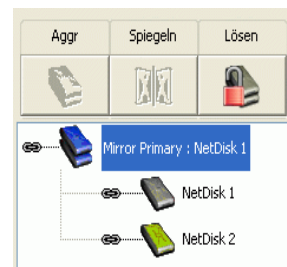 Aggr Spiegeln Lösen
Mirror Primary : NetDisk 1
NetDisk 1
NetDisk 2